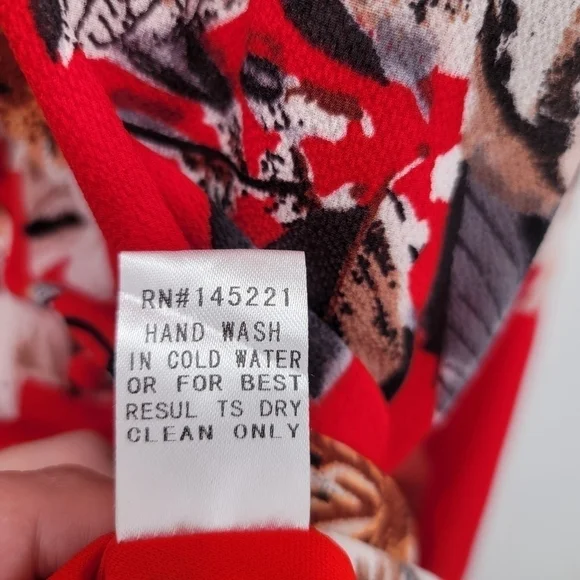 RN#145221
HAND WASH
IN COLD WATER
OR FOR BEST
RESUL TS DRY
CLEAN ONLY